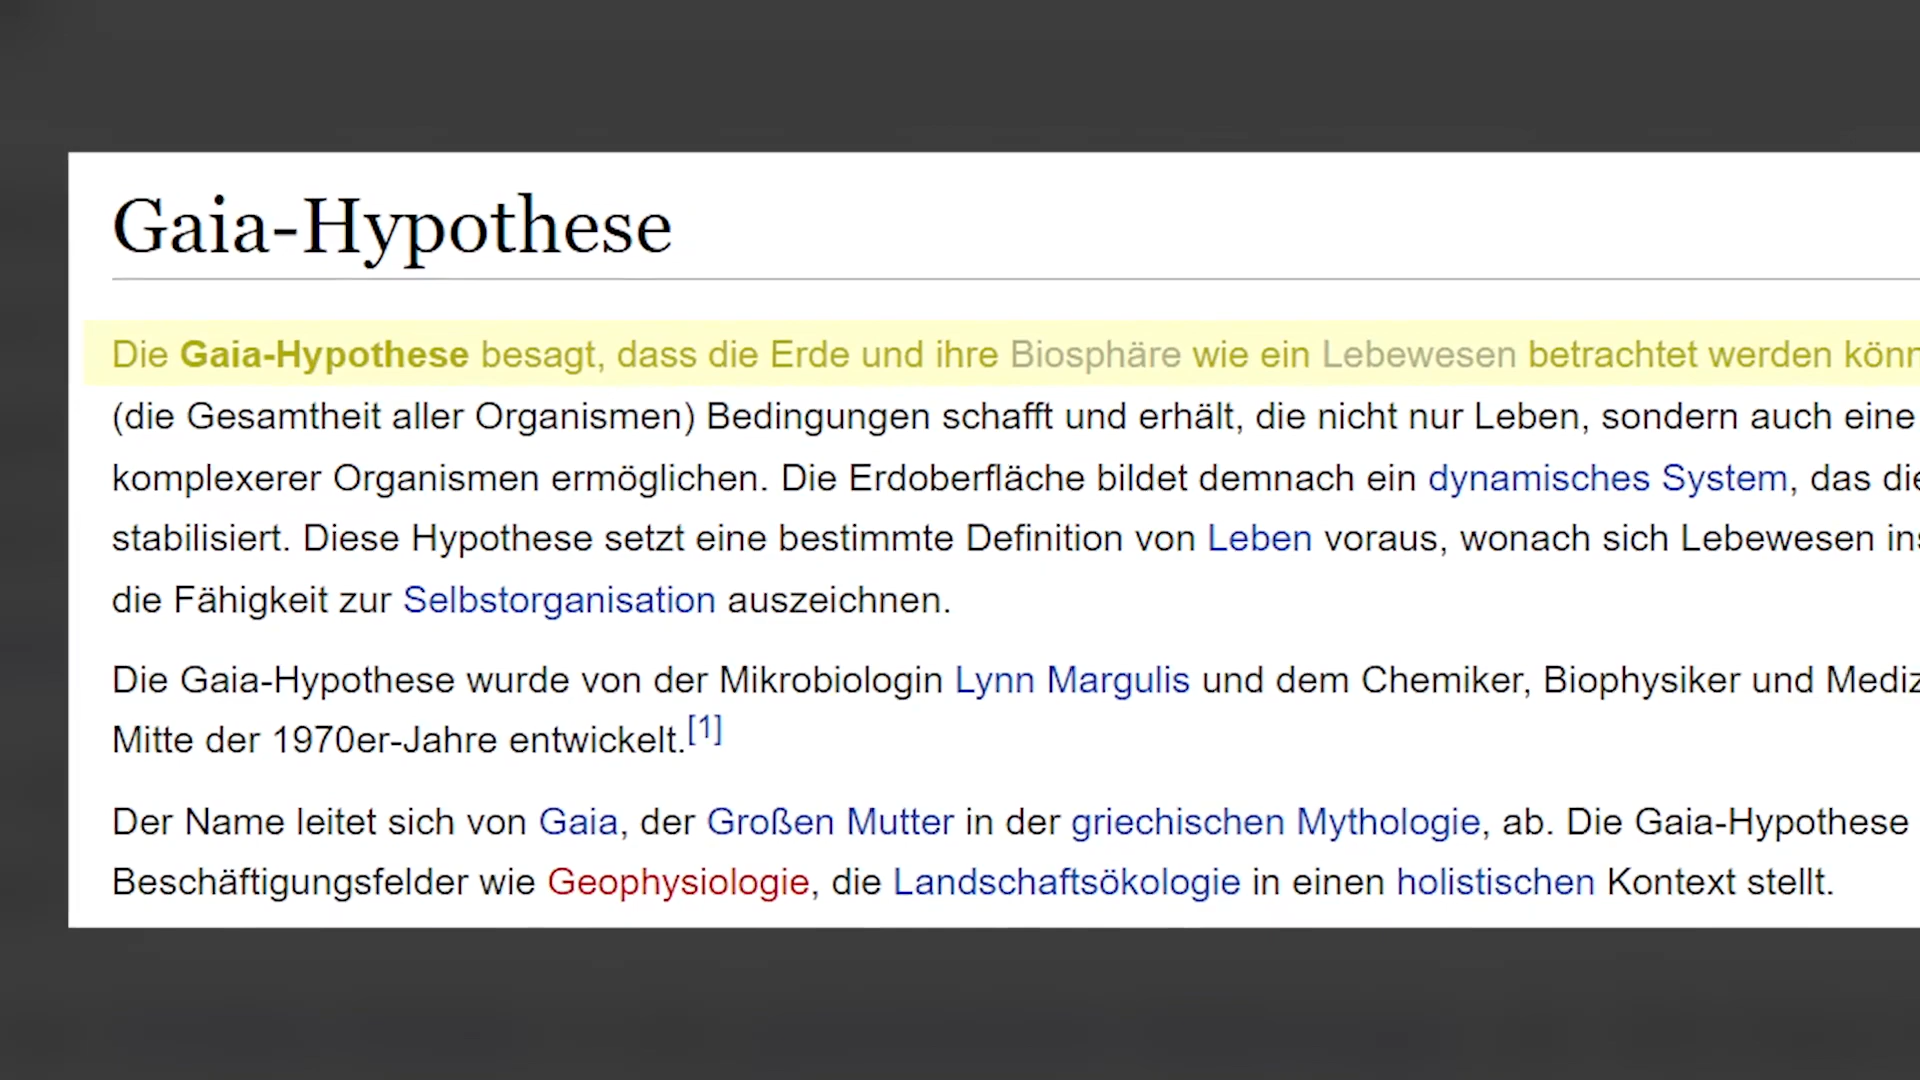 Gaia-Hypothese
Die Gaia-Hypothese besagt, dass die Erde und ihre Biosphäre wie ein Lebewesen betrachtet werden
(die Gesamtheit aller Organismen) Bedingungen schafft und erhält, die nicht nur Leben, sondern auch eine
komplexerer Organismen ermöglichen. Die Erdoberfläche bildet demnach ein dynamisches System, das
stabilisiert. Diese Hypothese setzt eine bestimmte Definition von Leben voraus, wonach sich Lebewesen
die Fähigkeit zur Selbstorganisation auszeichnen.
Die Gaia-Hypothese wurde von der Mikrobiologin Lynn Margulis und dem Chemiker, Biophysiker und
Mitte der 1970er-Jahre entwickelt.[1]
Der Name leitet sich von Gaia, der Großen Mutter in der griechischen Mythologie, ab. Die Gaia-Hypothese
Beschäftigungsfelder wie Geophysiologie, die Landschaftsökologie in einen holistischen Kontext stellt.